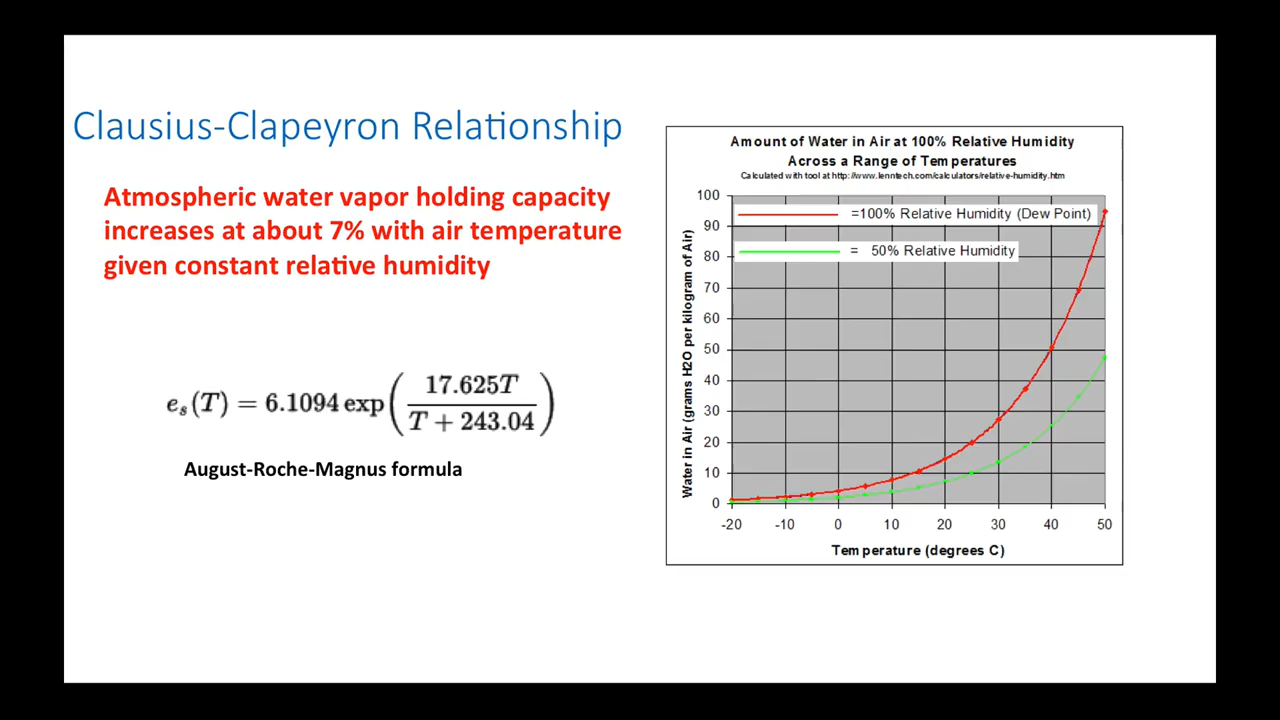 Clausius-Clapeyron Relationship
Atmospheric water vapor holding capacity
increases at about 7% with air temperature
given constant relative humidity
e_s(T) = 6.1094 exp(17.625T / (T + 243.04))
August-Roche-Magnus formula
Amount of Water in Air at 100% Relative Humidity
Across a Range of Temperatures
Calculated with tool at http://www.lenntech.com/calculators/relative-humidity.htm
=100% Relative Humidity (Dew Point)
= 50% Relative Humidity
Water in Air (grams H2O per kilogram of Air)
100
90
80
70
60
50
40
30
20
10
0
-20 -10 0 10 20 30 40 50
Temperature (degrees C)